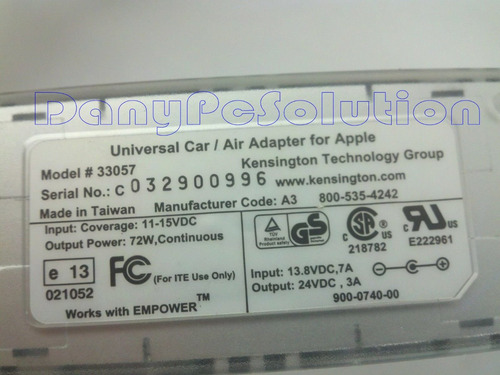 DanyPcSolution
Universal Car / Air Adapter for Apple
Model # 33057
Kensington Technology Group
Serial No.: C 032900996 www.kensington.com
Made in Taiwan Manufacturer Code: A3 800-535-4242
Input: Coverage: 11-15VDC
Output Power: 72W,Continuous
e 13
021052
FC (For ITE Use Only)
Works with EMPOWER™
TÜV
GS
SA
218782
US
E222961
Input: 13.8VDC,7A
Output: 24VDC , 3A
900-0740-00